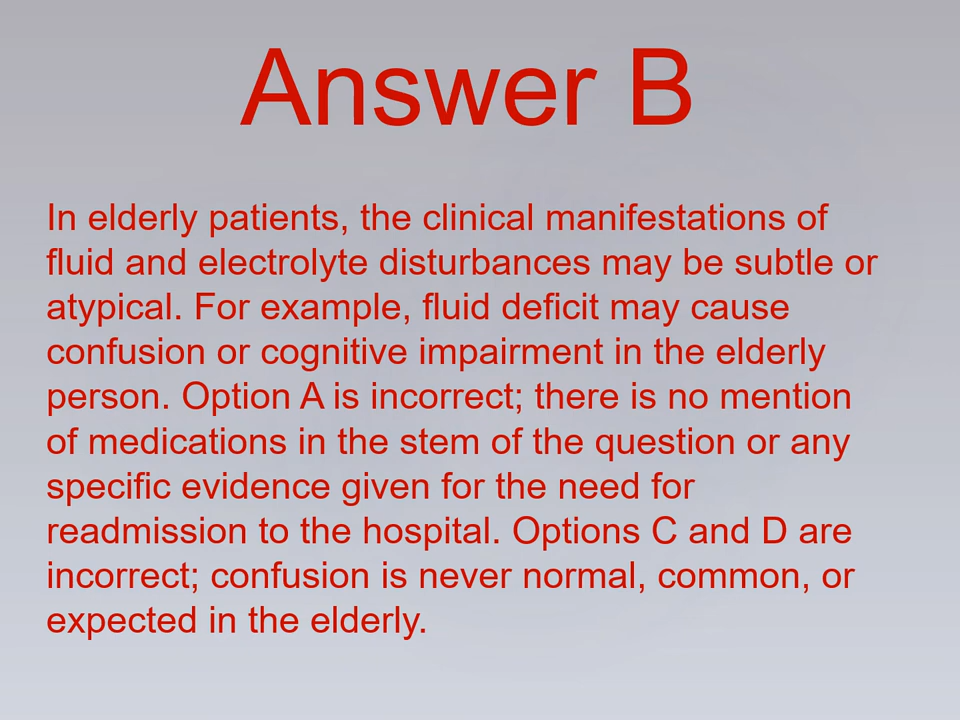 Answer B
In elderly patients, the clinical manifestations of
fluid and electrolyte disturbances may be subtle or
atypical. For example, fluid deficit may cause
confusion or cognitive impairment in the elderly
person. Option A is incorrect; there is no mention
of medications in the stem of the question or any
specific evidence given for the need for
readmission to the hospital. Options C and D are
incorrect; confusion is never normal, common, or
expected in the elderly.